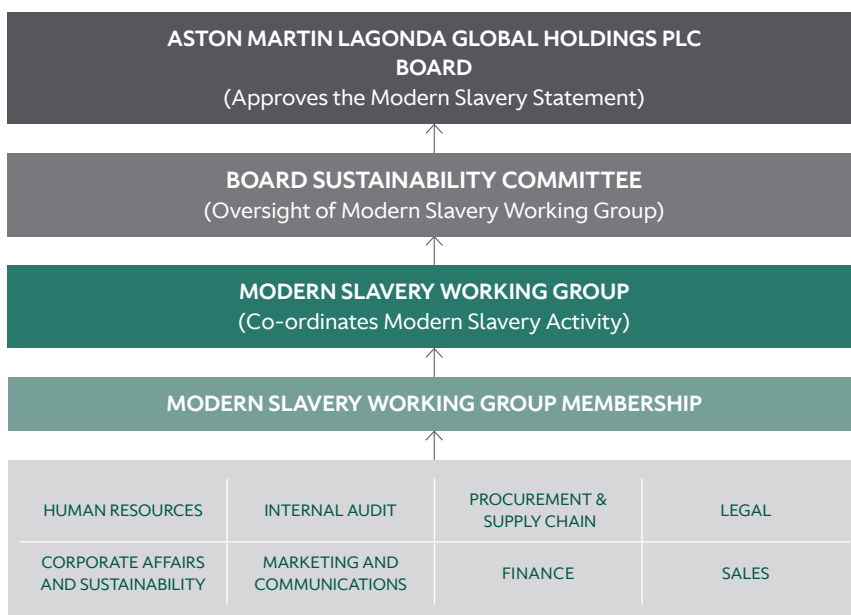 ASTON MARTIN LAGONDA GLOBAL HOLDINGS PLC
BOARD
(Approves the Modern Slavery Statement)
BOARD SUSTAINABILITY COMMITTEE
(Oversight of Modern Slavery Working Group)
MODERN SLAVERY WORKING GROUP
(Co-ordinates Modern Slavery Activity)
MODERN SLAVERY WORKING GROUP MEMBERSHIP
HUMAN RESOURCES
INTERNAL AUDIT
PROCUREMENT &
SUPPLY CHAIN
LEGAL
CORPORATE AFFAIRS
AND SUSTAINABILITY
MARKETING AND
COMMUNICATIONS
FINANCE
SALES